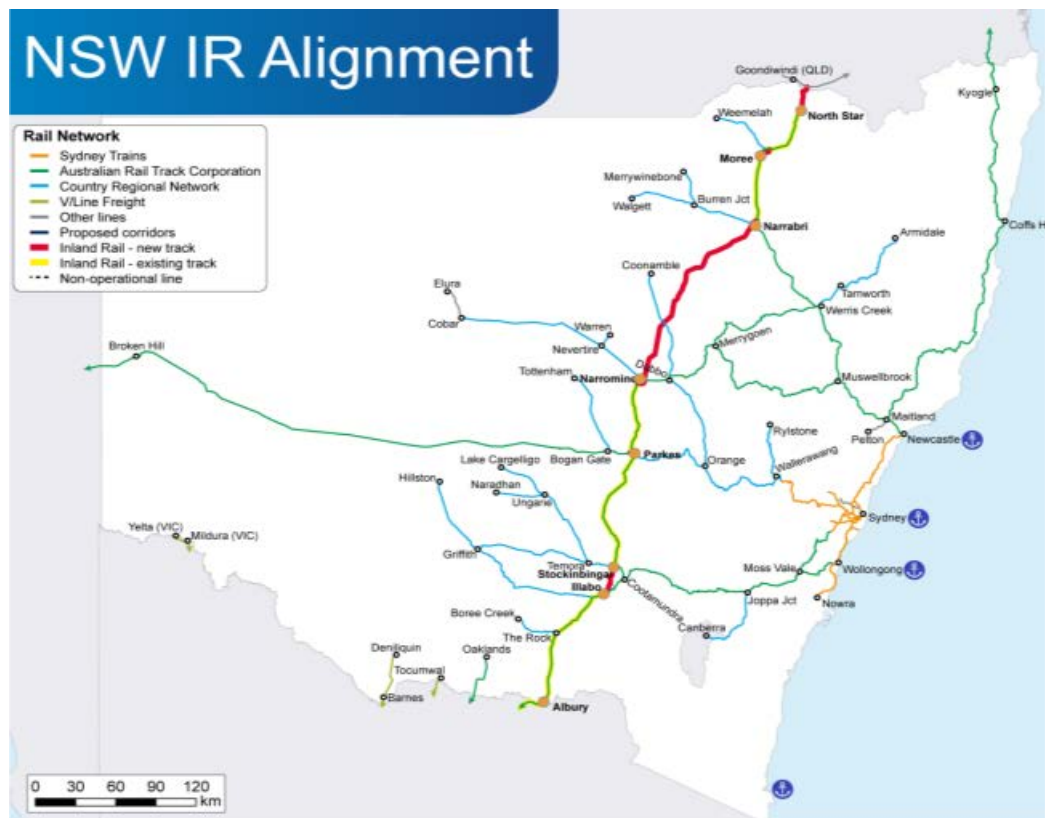 NSW IR Alignment
Rail Network
Sydney Trains
Australian Rail Track Corporation
Country Regional Network
V/Line Freight
Other lines
Proposed corridors
Inland Rail - new track
Inland Rail - existing track
Non-operational line
Goondiwindi (QLD)
Kyogle
Weemelah
North Star
Moree
Merrywinebone
Burren Jct
Walgett
Narrabri
Coffs H
Armidale
Coonamble
Elura
Tamworth
Werris Creek
Cobar
Warren
Nevertire
Merrygoen
Broken Hill
Tottenham
Narromine
Dubbo
Muswellbrook
Maitland
Pelton
Newcastle
Rylstone
Bogan Gate
Parkes
Orange
Wallerawang
Lake Cargelligo
Hillston
Naradhan
Ungarie
Sydney
Yelta (VIC)
Mildura (VIC)
Griffith
Temora
Stockinbingal
Illabo
Cootamundra
Moss Vale
Wollongong
Joppa Jct
Nowra
Boree Creek
The Rock
Canberra
Deniliquin
Oaklands
Tocumwal
Barnes
Albury
0 30 60 90 120
km